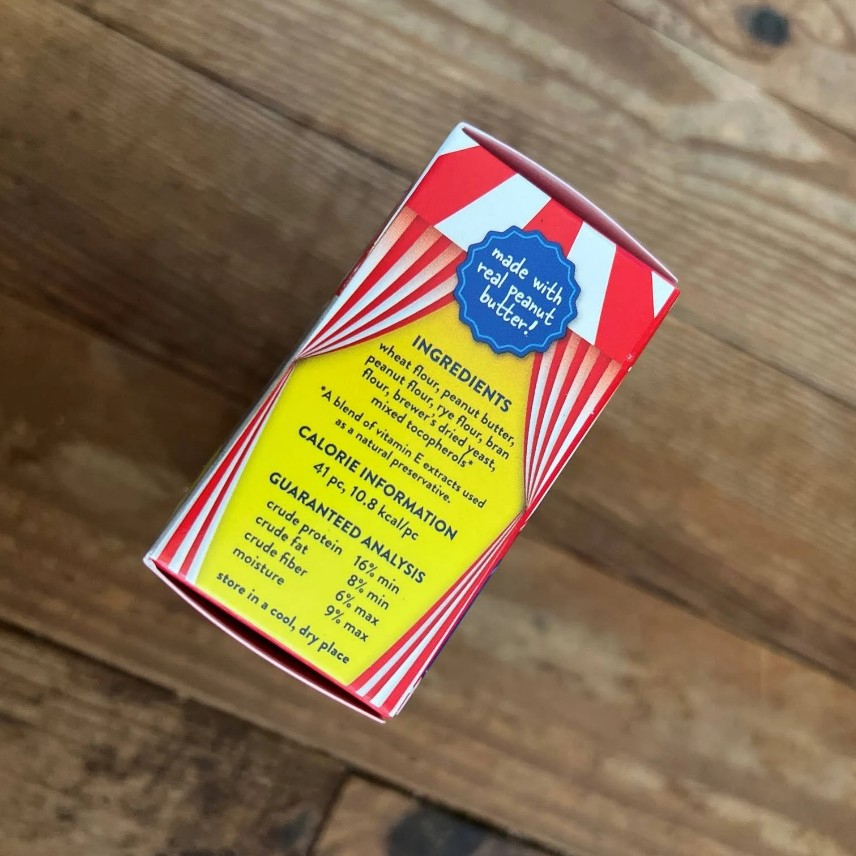 made with
real peanut
butter!
INGREDIENTS
wheat flour, peanut butter,
peanut flour, rye flour, bran
flour, brewer's dried yeast,
mixed tocopherols*
*A blend of vitamin E extracts used
as a natural preservative.
CALORIE INFORMATION
41 pc, 10.8 kcal/pc
GUARANTEED ANALYSIS
crude protein 16% min
crude fat 8% min
crude fiber 6% max
moisture 9% max
store in a cool, dry place